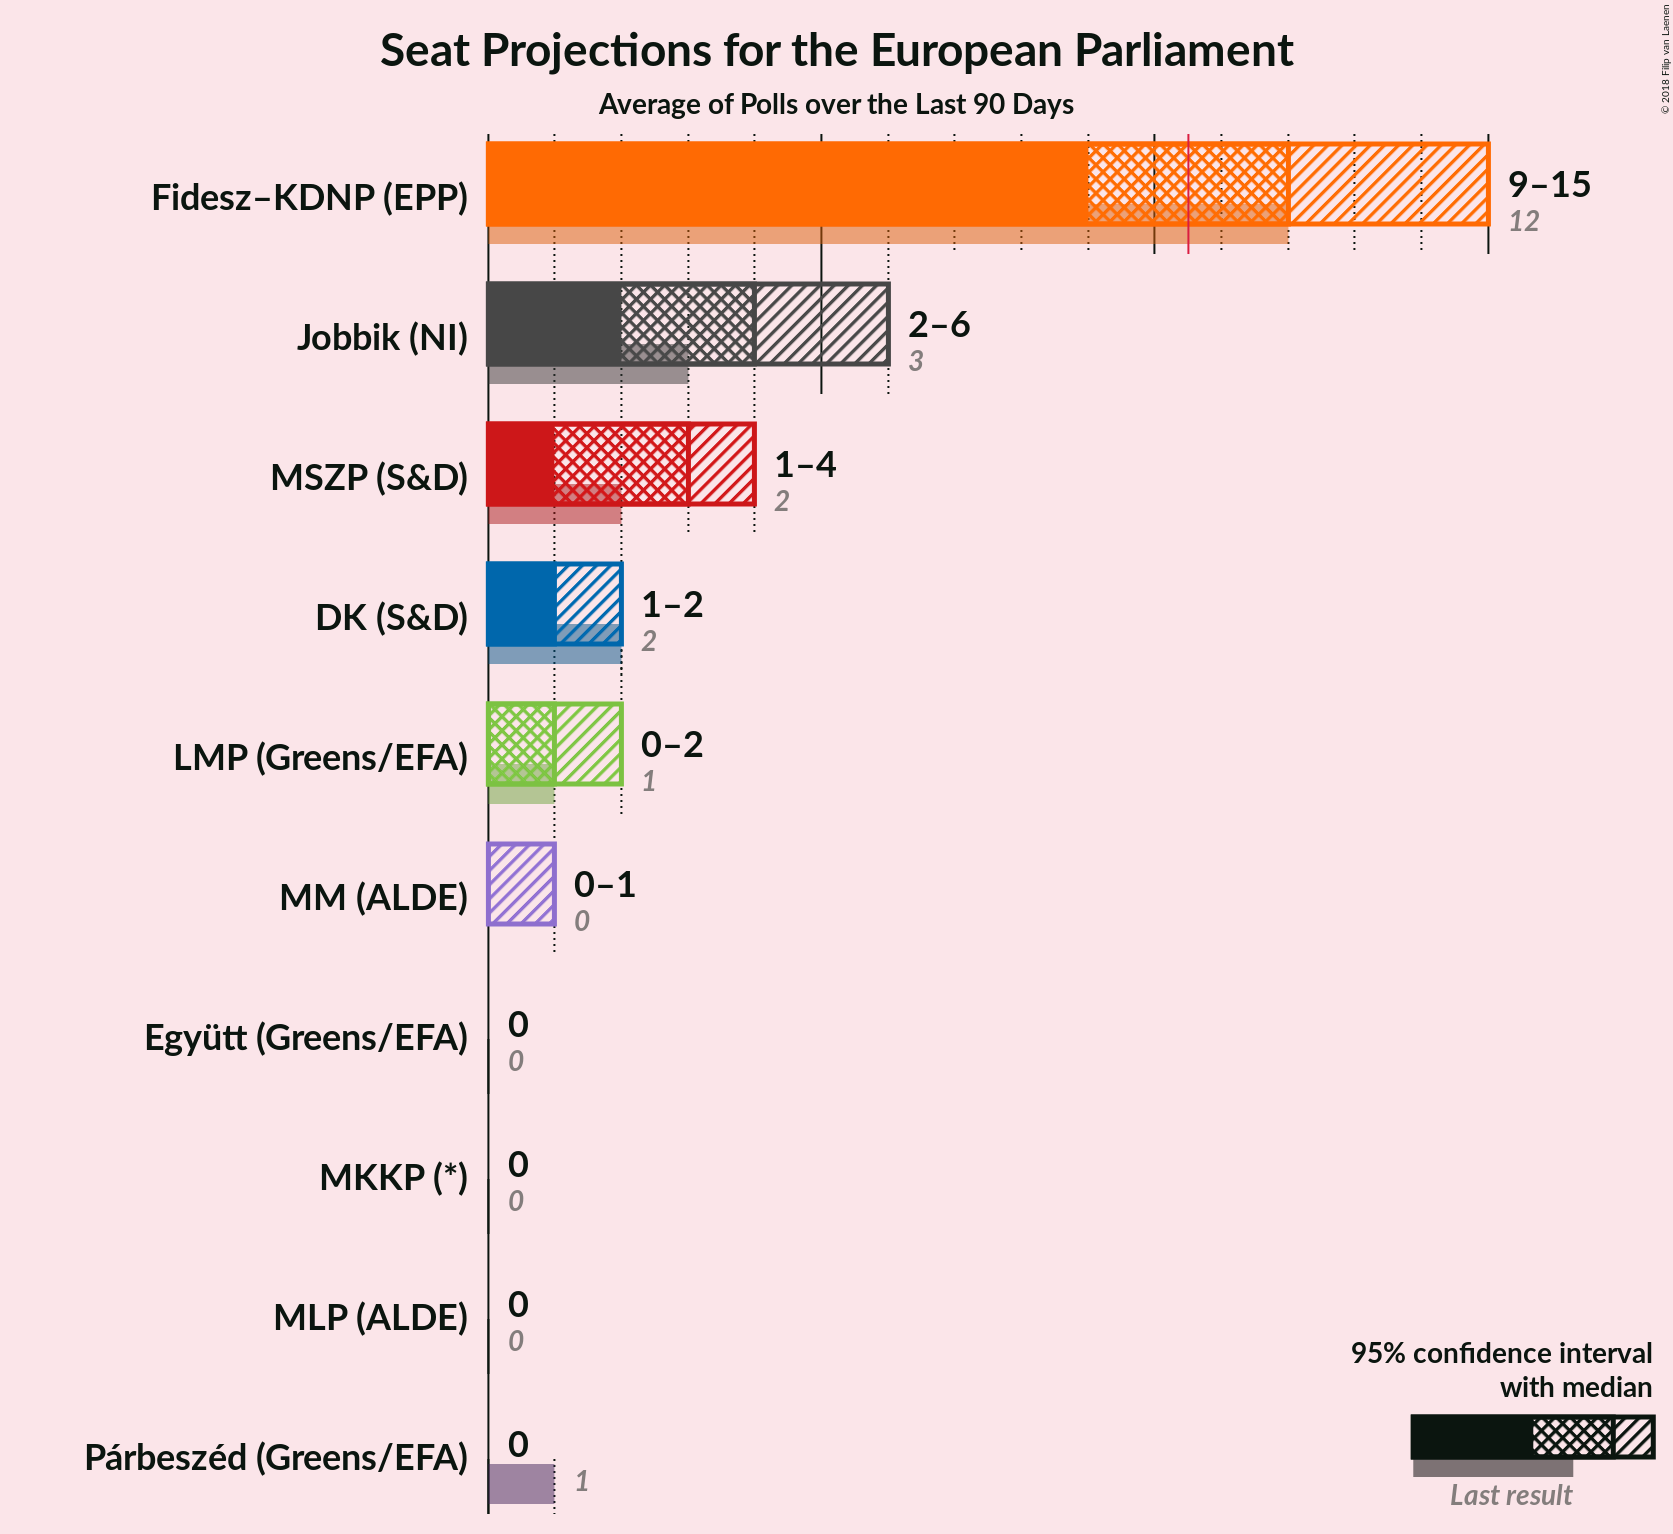 Seat Projections for the European Parliament
Average of Polls over the Last 90 Days
© 2018 Filip van Laenen
Fidesz–KDNP (EPP)
9–15
12
Jobbik (NI)
2–6
3
MSZP (S&D)
1–4
2
DK (S&D)
1–2
2
LMP (Greens/EFA)
0–2
1
MM (ALDE)
0–1
0
Együtt (Greens/EFA)
0
0
MKKP (*)
0
0
MLP (ALDE)
0
0
Párbeszéd (Greens/EFA)
0
1
95% confidence interval
with median
Last result